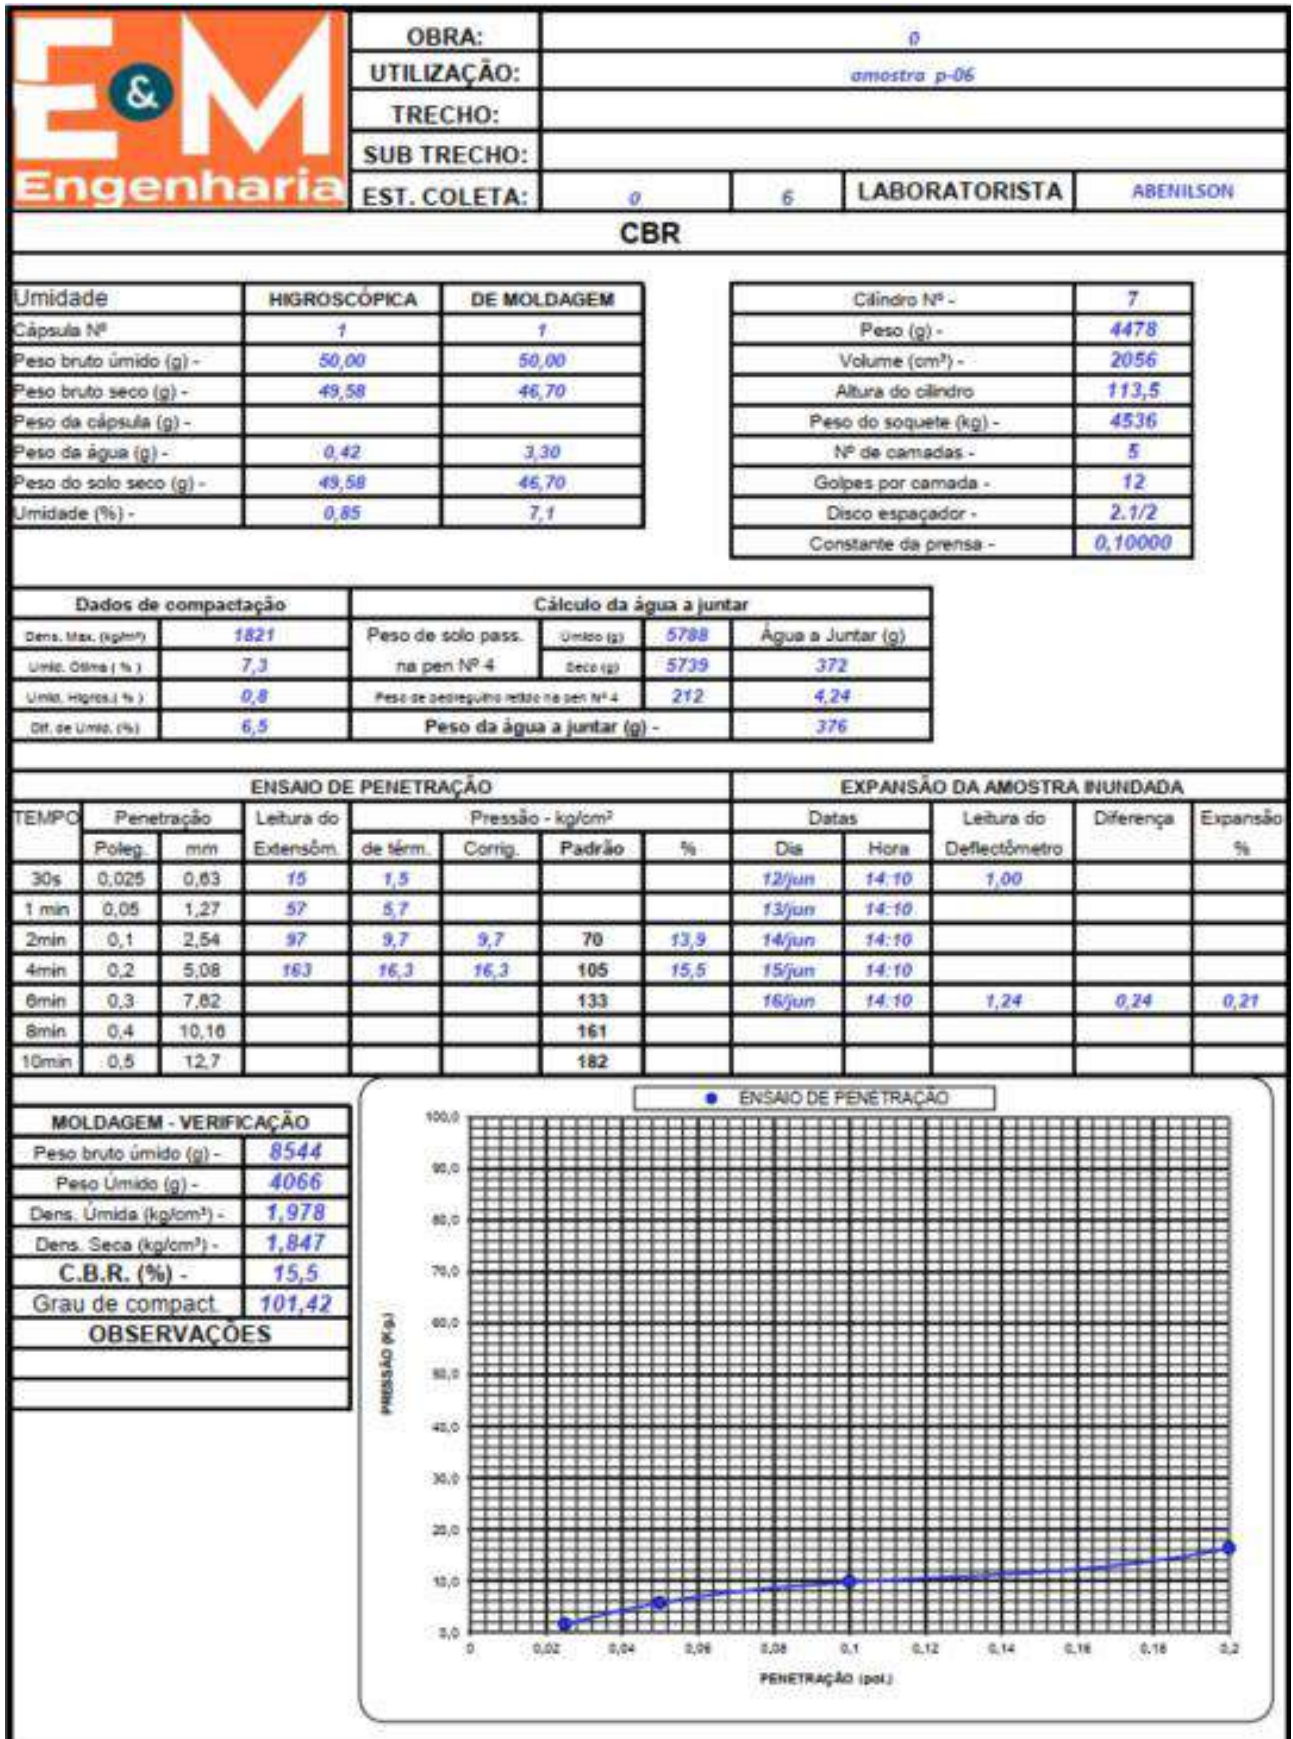 E&M
Engenharia
OBRA: 0
UTILIZAÇÃO: amostra p-06
TRECHO:
SUB TRECHO:
EST. COLETA: 0 6 LABORATORISTA ABENILSON
CBR
Umidade HIGROSCÓPICA DE MOLDAGEM
Cápsula Nº 1 1
Peso bruto úmido (g) - 50,00 50,00
Peso bruto seco (g) - 49,58 46,70
Peso da cápsula (g) -
Peso da água (g) - 0,42 3,30
Peso do solo seco (g) - 49,58 46,70
Umidade (%) - 0,85 7,1
Cilindro Nº - 7
Peso (g) - 4478
Volume (cm³) - 2056
Altura do cilindro 113,5
Peso do soquete (kg) - 4536
Nº de camadas - 5
Golpes por camada - 12
Disco espaçador - 2.1/2
Constante da prensa - 0,10000
Dados de compactação Cálculo da água a juntar
Dens. Max. (kg/m³) 1821 Peso de solo pass. Úmido (g) 5788 Água a Juntar (g)
Umid. Ótima ( % ) 7,3 na pen Nº 4 Seco (g) 5739 372
Umid. Higros.( % ) 0,8 Peso de pedregulho retido na pen Nº 4 212 4,24
Dif. de Umid. (%) 6,5 Peso da água a juntar (g) - 376
ENSAIO DE PENETRAÇÃO EXPANSÃO DA AMOSTRA INUNDADA
TEMPO Penetração Leitura do Pressão - kg/cm² Datas Leitura do Diferença Expansão
Poleg. mm Extensôm. de térm. Corrig. Padrão % Dia Hora Deflectômetro %
30s 0,025 0,63 15 1,5 12/jun 14:10 1,00
1 min 0,05 1,27 57 5,7 13/jun 14:10
2min 0,1 2,54 97 9,7 9,7 70 13,9 14/jun 14:10
4min 0,2 5,08 163 16,3 16,3 105 15,5 15/jun 14:10
6min 0,3 7,62 133 16/jun 14:10 1,24 0,24 0,21
8min 0,4 10,16 161
10min 0,5 12,7 182
MOLDAGEM - VERIFICAÇÃO
Peso bruto úmido (g) - 8544
Peso Úmido (g) - 4066
Dens. Úmida (kg/cm³) - 1,978
Dens. Seca (kg/cm³) - 1,847
C.B.R. (%) - 15,5
Grau de compact. 101,42
OBSERVAÇÕES
ENSAIO DE PENETRAÇÃO
100,0
90,0
80,0
70,0
60,0
50,0
40,0
30,0
20,0
10,0
0,0
PRESSÃO (Kg.)
0 0,02 0,04 0,06 0,08 0,1 0,12 0,14 0,16 0,18 0,2
PENETRAÇÃO (pol.)